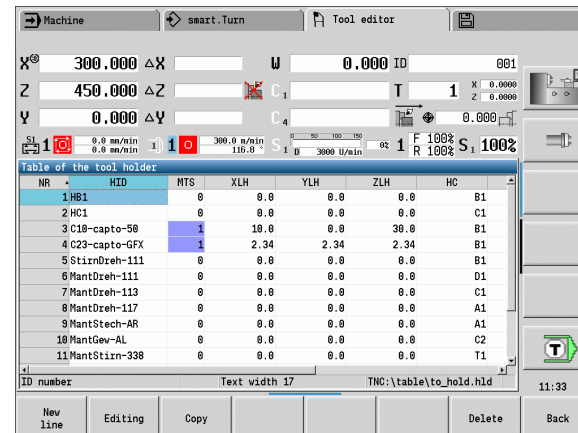 Machine smart.Turn Tool editor
X 300.000 ΔX W 0.000 ID 001
Z 450.000 ΔZ C 1 T 1 X 0.0000
Z 0.0000
Y 0.000 ΔY C 4 0.000
S1 1 0.0 mm/min 1 1 300.0 m/min S 1 0 50 100 150 0% 1 F 100% S1 100%
0.0 mm/min 116.8 ° D 3000 U/min R 100%
Table of the tool holder
NR HID MTS XLH YLH ZLH HC
1 HB1 0 0.0 0.0 0.0 B1
2 HC1 0 0.0 0.0 0.0 C1
3 C10-capto-50 1 10.0 30.0 B1
4 C23-capto-GFX 1 2.34 2.34 2.34 B1
5 StirnDreh-111 0 0.0 0.0 0.0 B1
6 MantDreh-111 0 0.0 0.0 0.0 D1
7 MantDreh-113 0 0.0 0.0 0.0 C1
8 MantDreh-117 0 0.0 0.0 0.0 A1
9 MantStech-AR 0 0.0 0.0 0.0 A1
10 MantGew-AL 0 0.0 0.0 0.0 C2
11 MantStirn-338 0 0.0 0.0 0.0 T1
ID number Text width 17 TNC:\table\to_hold.hld
T
11:33
New line Editing Copy Delete Back